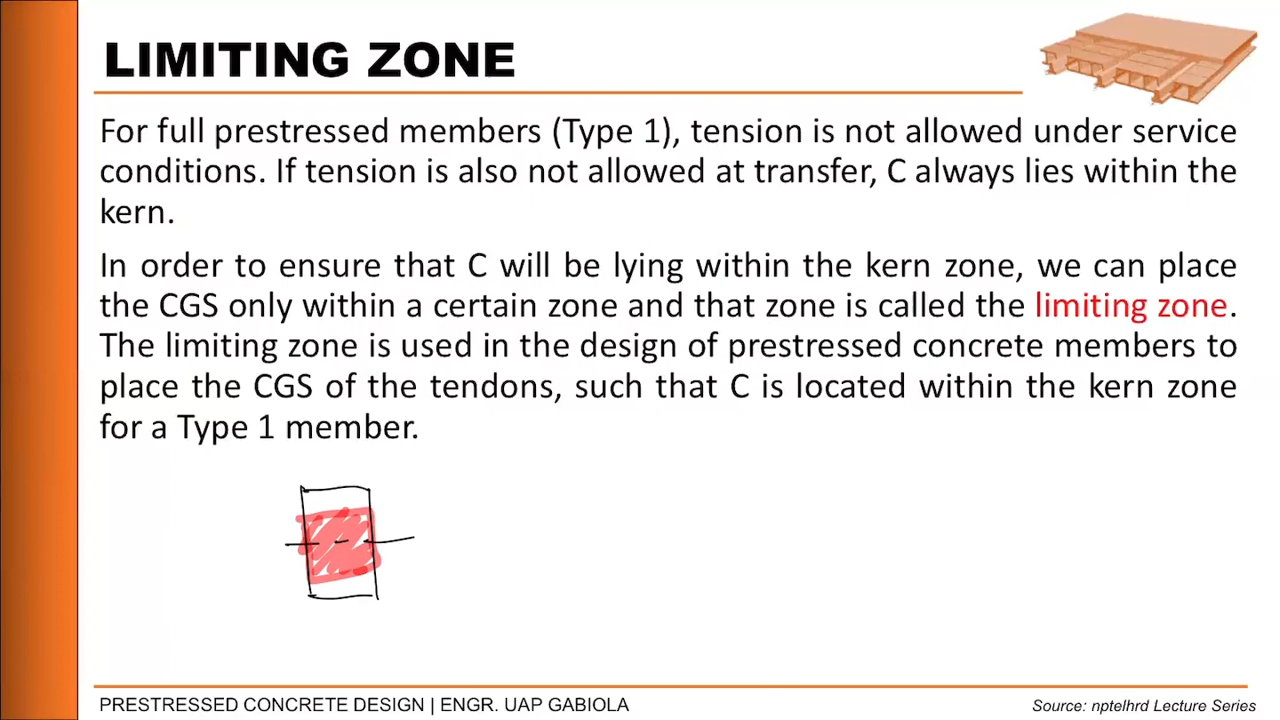 LIMITING ZONE
For full prestressed members (Type 1), tension is not allowed under service
conditions. If tension is also not allowed at transfer, C always lies within the
kern.
In order to ensure that C will be lying within the kern zone, we can place
the CGS only within a certain zone and that zone is called the limiting zone.
The limiting zone is used in the design of prestressed concrete members to
place the CGS of the tendons, such that C is located within the kern zone
for a Type 1 member.
PRESTRESSED CONCRETE DESIGN | ENGR. UAP GABIOLA
Source: nptelhrd Lecture Series